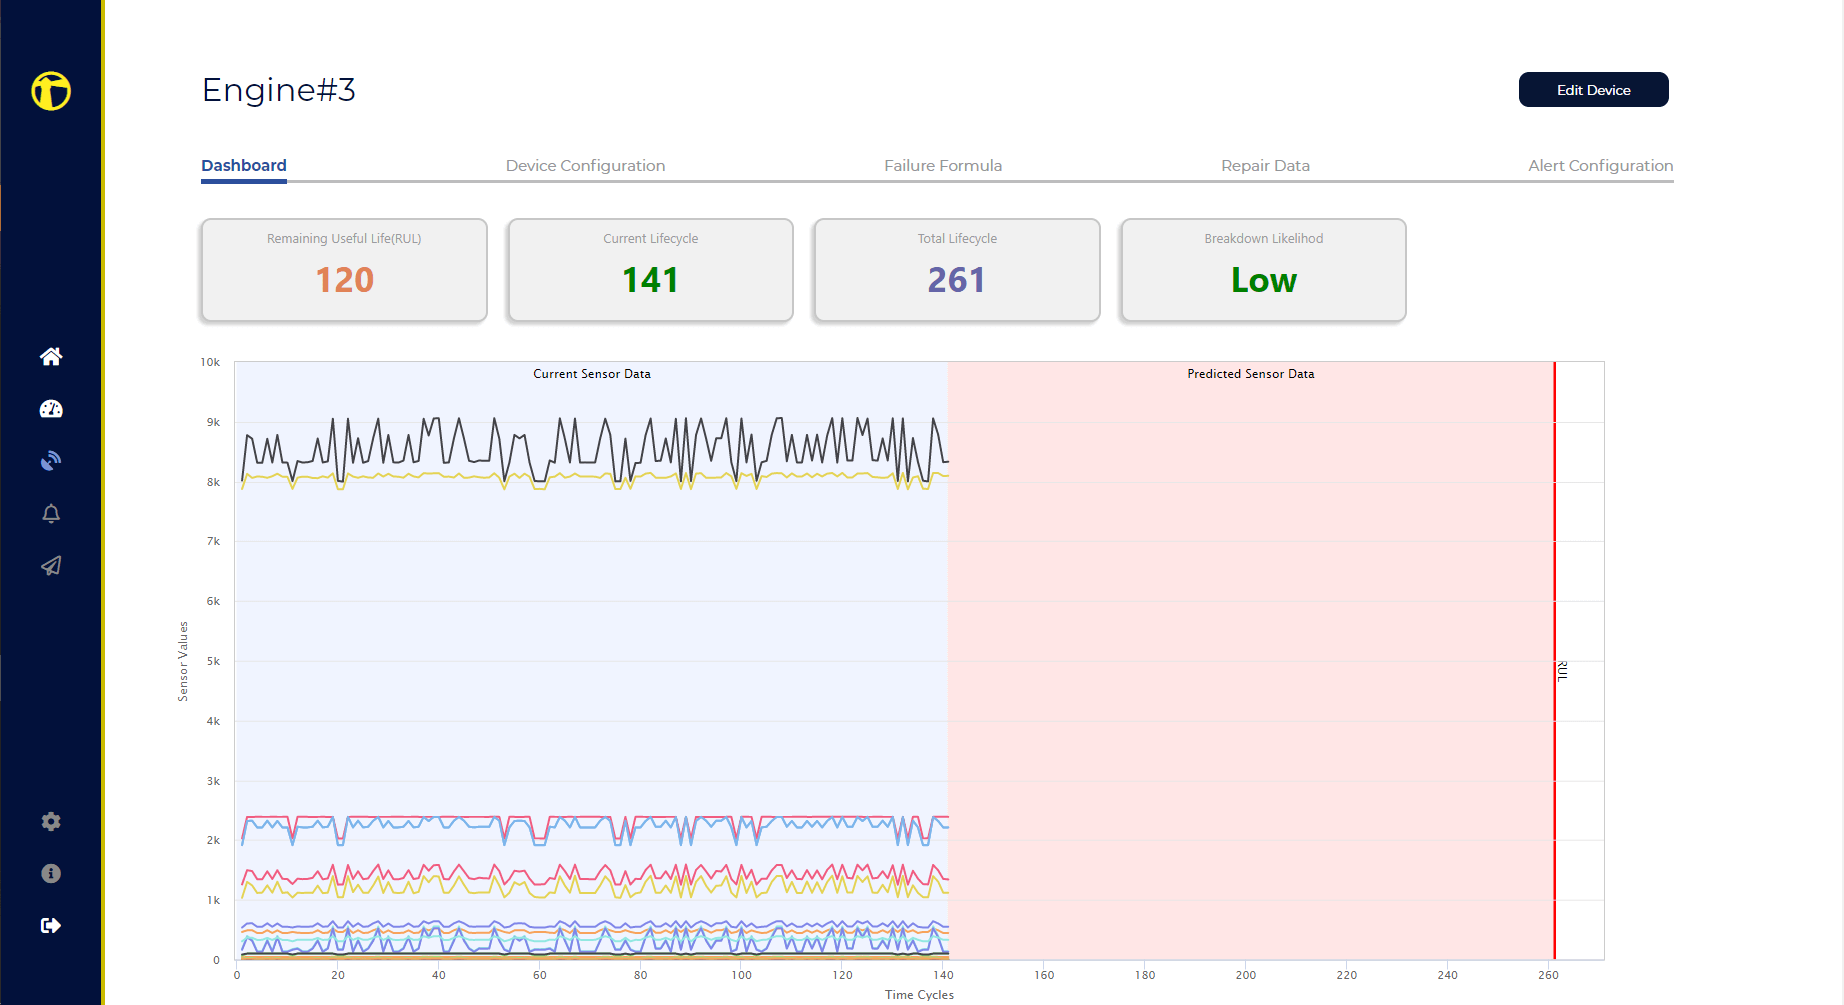 Engine#3
Edit Device
Dashboard
Device Configuration
Failure Formula
Repair Data
Alert Configuration
Remaining Useful Life(RUL)
120
Current Lifecycle
141
Total Lifecycle
261
Breakdown Likelihod
Low
Current Sensor Data
Predicted Sensor Data
10k
9k
8k
7k
6k
5k
4k
3k
2k
1k
0
Sensor Values
RUL
0 20 40 60 80 100 120 140 160 180 200 220 240 260
Time Cycles